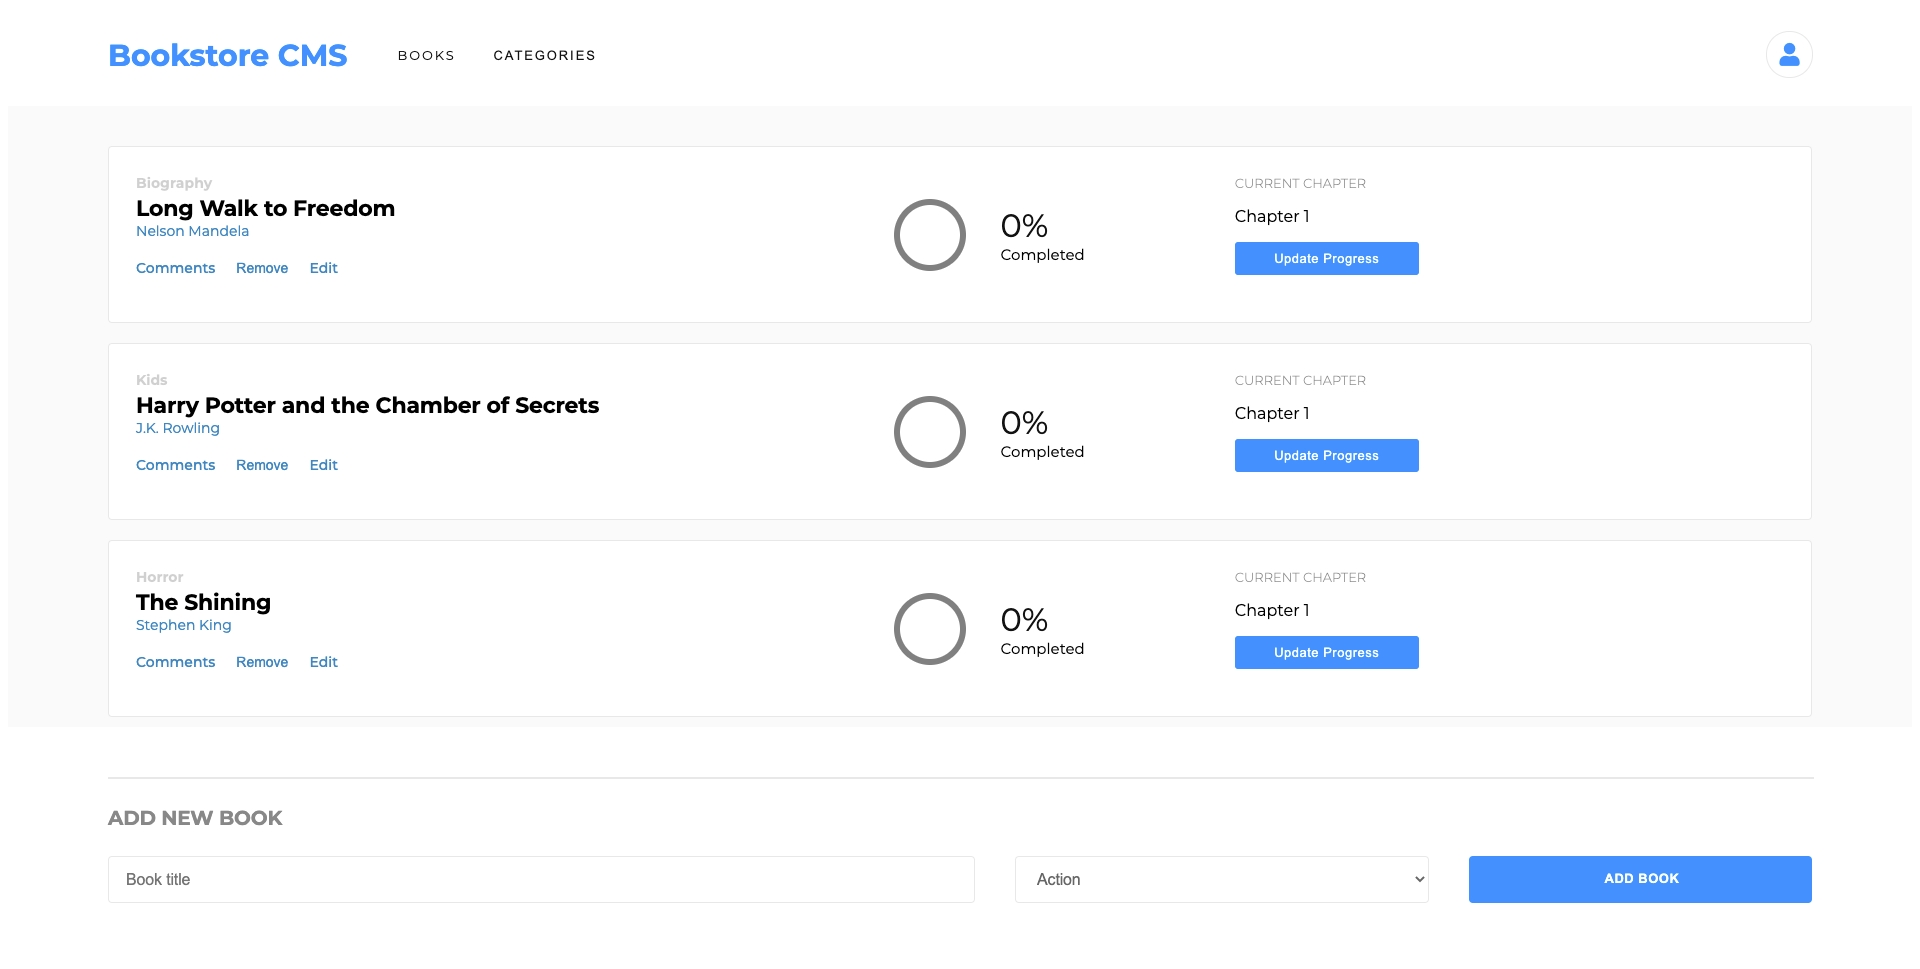 Bookstore CMS
BOOKS
CATEGORIES
Biography
Long Walk to Freedom
Nelson Mandela
Comments Remove Edit
0%
Completed
CURRENT CHAPTER
Chapter 1
Update Progress
Kids
Harry Potter and the Chamber of Secrets
J.K. Rowling
Comments Remove Edit
0%
Completed
CURRENT CHAPTER
Chapter 1
Update Progress
Horror
The Shining
Stephen King
Comments Remove Edit
0%
Completed
CURRENT CHAPTER
Chapter 1
Update Progress
ADD NEW BOOK
Book title
Action
ADD BOOK